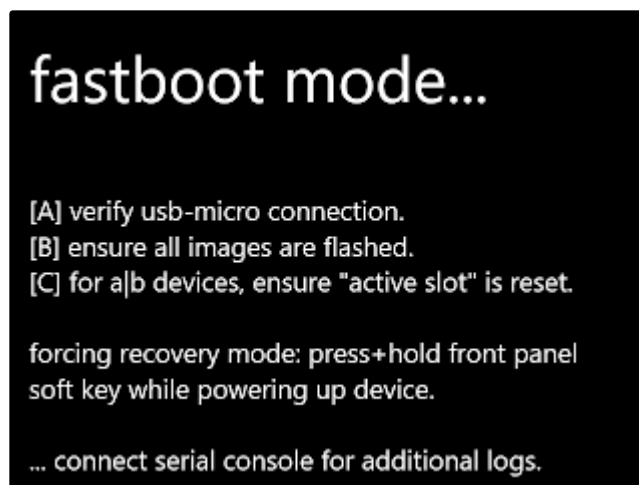 fastboot mode...
[A] verify usb-micro connection.
[B] ensure all images are flashed.
[C] for a|b devices, ensure "active slot" is reset.
forcing recovery mode: press+hold front panel
soft key while powering up device.
... connect serial console for additional logs.